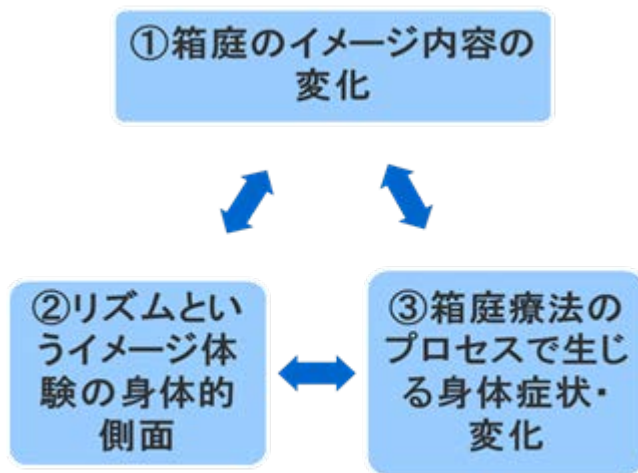 ①箱庭のイメージ内容の
変化
②リズムとい
うイメージ体
験の身体的
側面
③箱庭療法の
プロセスで生じ
る身体症状・
変化